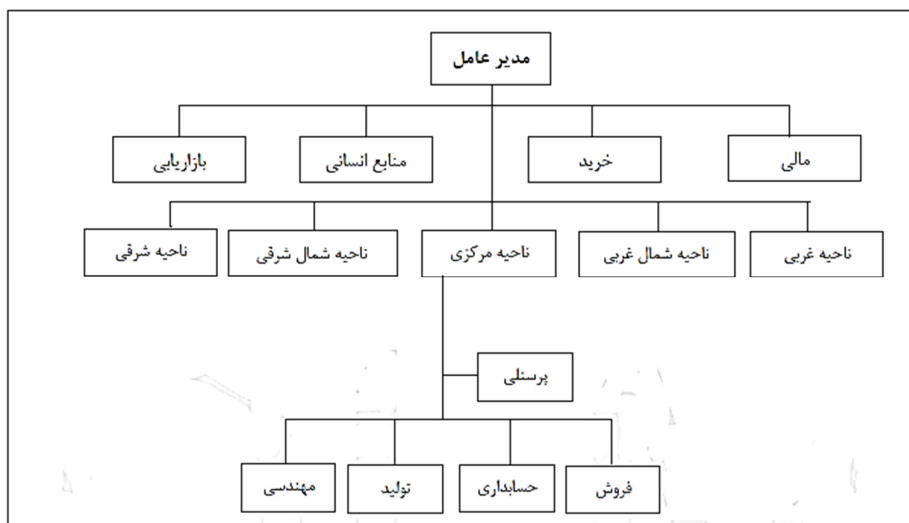 مدیر عامل
مالی
خرید
منابع انسانی
بازاریابی
ناحیه غربی
ناحیه شمال غربی
ناحیه مرکزی
ناحیه شمال شرقی
ناحیه شرقی
پرسنلی
فروش
حسابداری
تولید
مهندسی